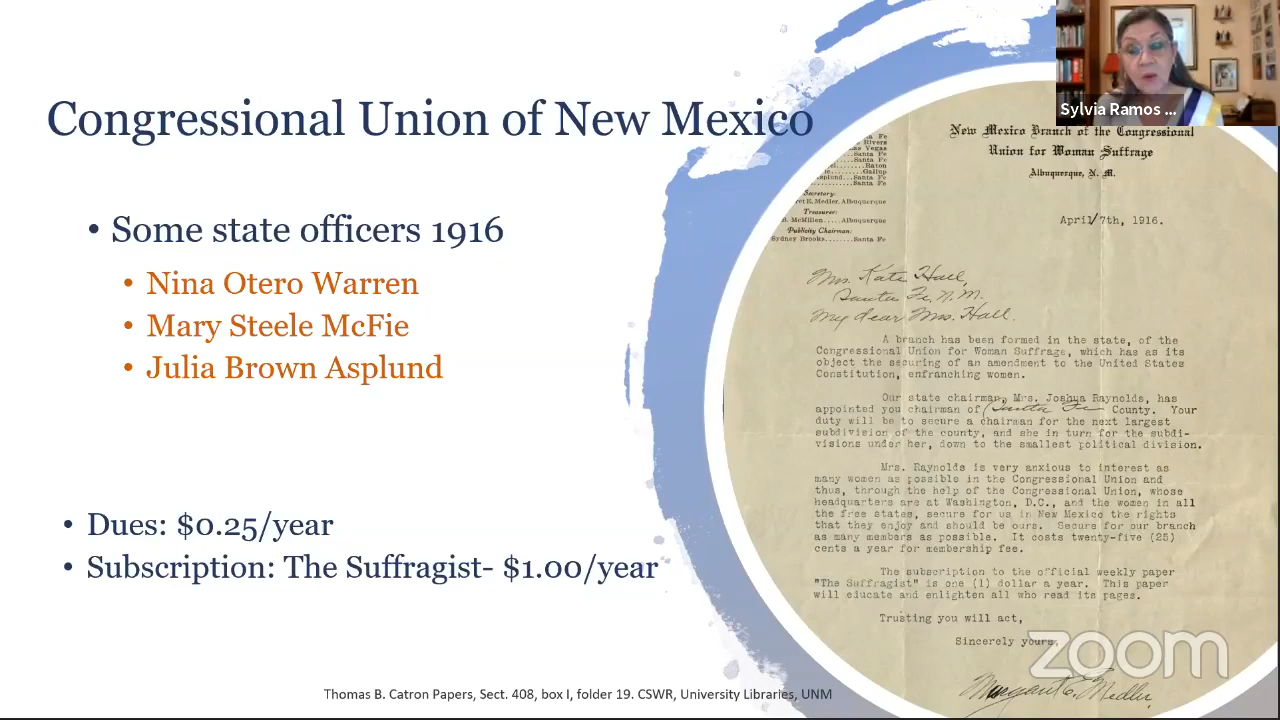 Congressional Union of New Mexico
• Some state officers 1916
• Nina Otero Warren
• Mary Steele McFie
• Julia Brown Asplund
• Dues: $0.25/year
• Subscription: The Suffragist- $1.00/year
Thomas B. Catron Papers, Sect. 408, box I, folder 19. CSWR, University Libraries, UNM
Sylvia Ramos ...
New Mexico Branch of the Congressional
Union for Woman Suffrage
Albuquerque, N. M.
Santa Fe
Raton
Gallup
Santa Fe
Santa Fe
Secretary:
Medler, Albuquerque
Treasurer:
McMillen.....Albuquerque
Publicity Chairman:
Sydney Brooks........Santa Fe
April/7th, 1916.
Mrs. Kate Hall,
Santa Fe, N.M.
My dear Mrs. Hall.
A branch has been formed in the state, of the
Congressional Union for Woman Suffrage, which has as its
object the securing of an amendment to the United States
Constitution, enfranching women.
Our state chairman, Mrs. Joshua Raynolds, has
appointed you chairman of Santa Fe County. Your
duty will be to secure a chairman for the next largest
subdivision of the county, and she in turn for the subdi-
visions under her, down to the smallest political division.
Mrs. Raynolds is very anxious to interest as
many women as possible in the Congressional Union and
thus, through the help of the Congressional Union, whose
headquarters are at Washington, D.C., and the women in all
the free states, secure for us in New Mexico the rights
that they enjoy and should be ours. Secure for our branch
as many members as possible. It costs twenty-five (25)
cents a year for membership fee.
The subscription to the official weekly paper
"The Suffragist" is one (1) dollar a year. This paper
will educate and enlighten all who read its pages.
Trusting you will act,
Sincerely yours,
Margaret E. Medler.
zoom